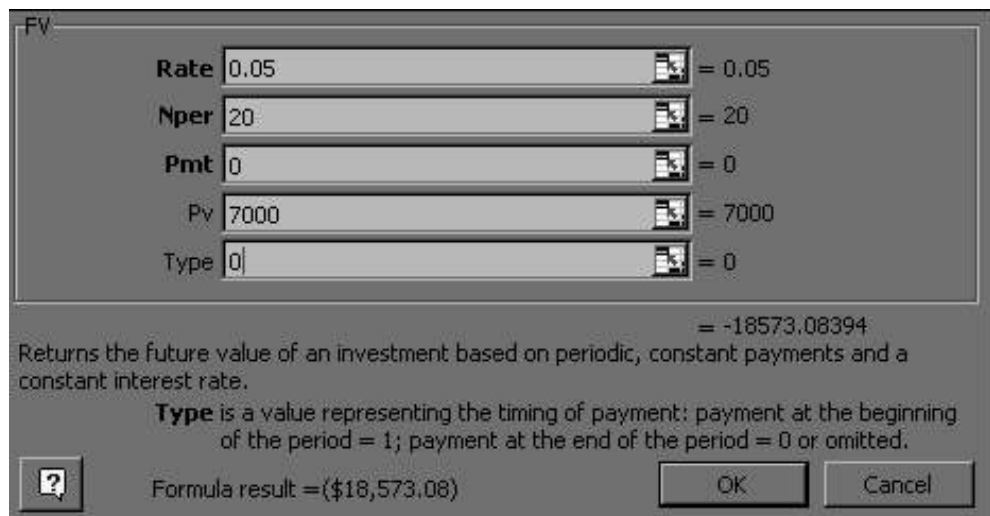 FV
Rate 0.05 = 0.05
Nper 20 = 20
Pmt 0 = 0
Pv 7000 = 7000
Type 0 = 0
= -18573.08394
Returns the future value of an investment based on periodic, constant payments and a
constant interest rate.
Type is a value representing the timing of payment: payment at the beginning
of the period = 1; payment at the end of the period = 0 or omitted.
? Formula result =($18,573.08) OK Cancel